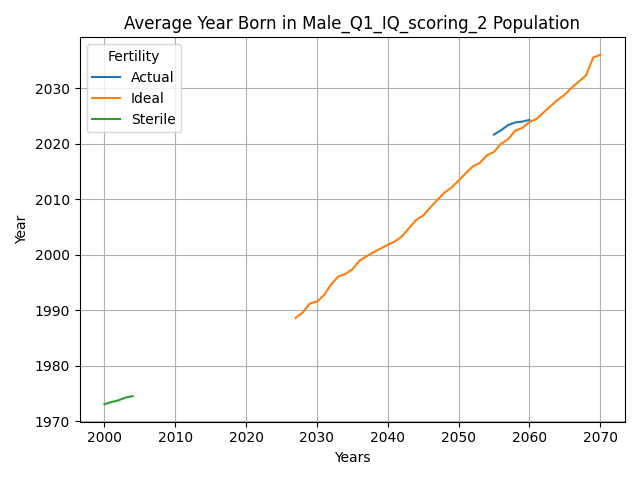 Average Year Born in Male_Q1_IQ_scoring_2 Population
Fertility
Actual
Ideal
Sterile
Year
2030
2020
2010
2000
1990
1980
1970
2000 2010 2020 2030 2040 2050 2060 2070
Years